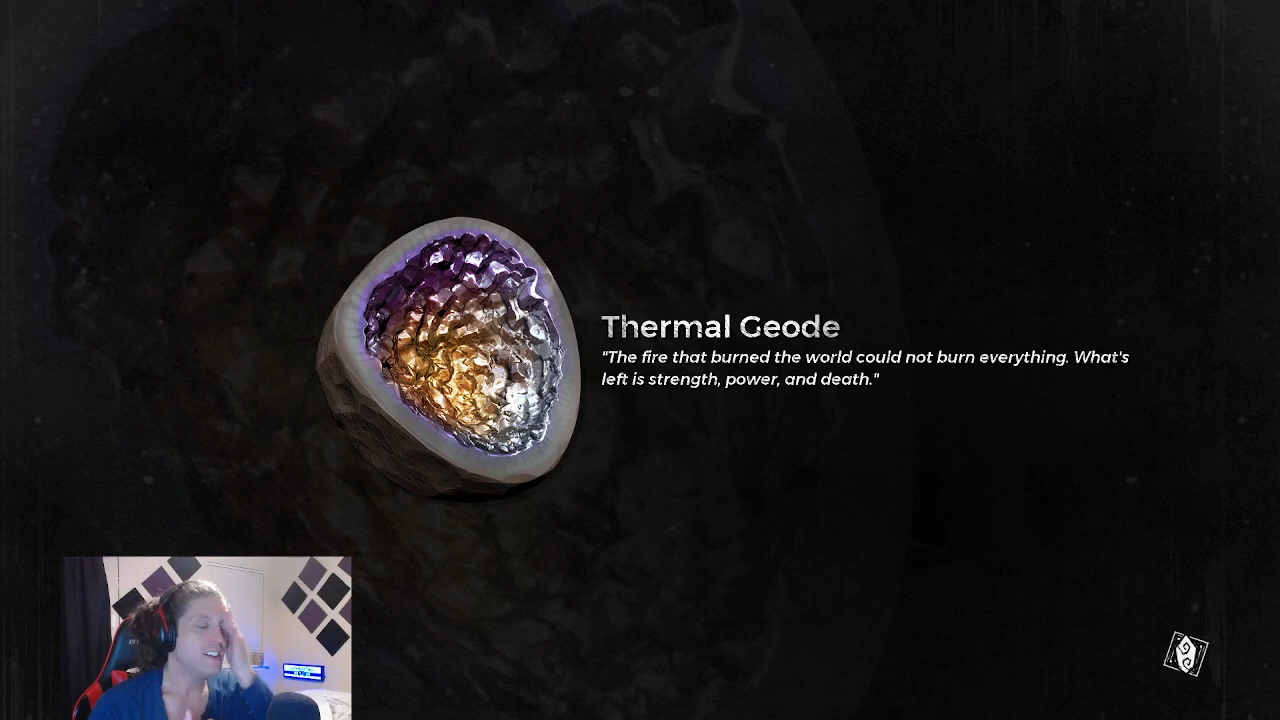 Thermal Geode
"The fire that burned the world could not burn everything. What's
left is strength, power, and death."